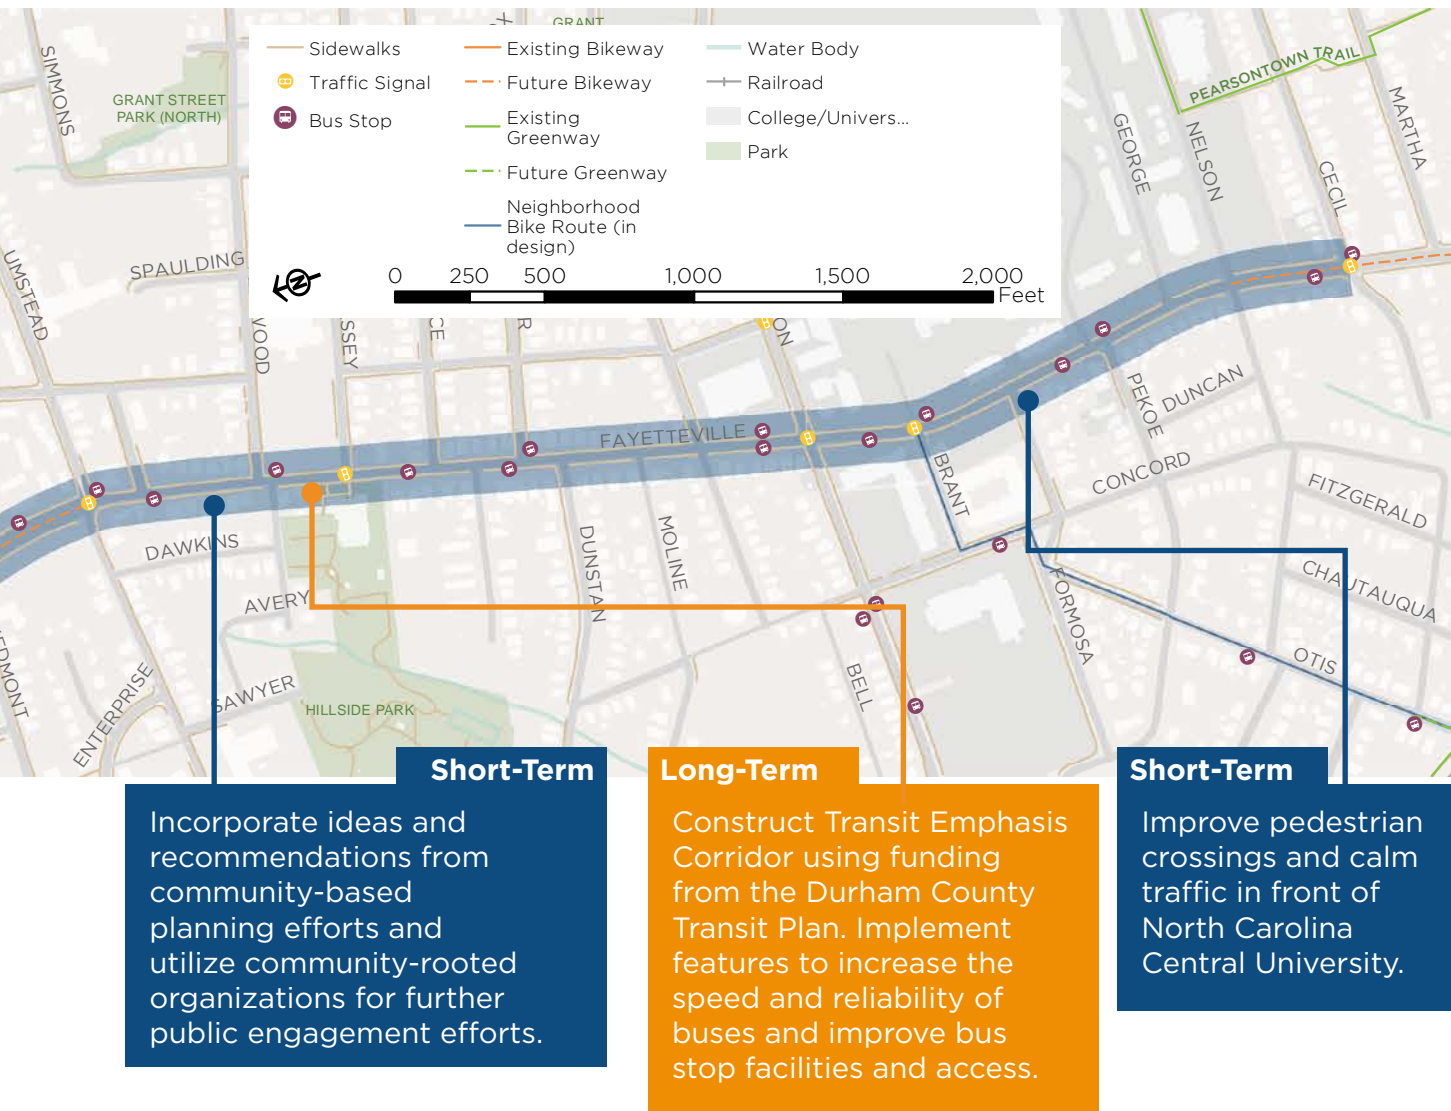 GRANT
SIMMONS
GRANT STREET
PARK (NORTH)
Sidewalks
Traffic Signal
Bus Stop
Existing Bikeway
Future Bikeway
Existing
Greenway
Future Greenway
Neighborhood
Bike Route (in
design)
Water Body
Railroad
College/Univers...
Park
N
0 250 500 1,000 1,500 2,000
Feet
PEARSONTOWN TRAIL
MARTHA
GEORGE
NELSON
CECIL
UMSTEAD
SPAULDING
WOOD
SSEY
CE
R
ON
FAYETTEVILLE
PEKOE
DUNCAN
BRANT
CONCORD
FITZGERALD
DAWKINS
AVERY
DUNSTAN
MOLINE
FORMOSA
CHAUTAUQUA
OTIS
EDMONT
ENTERPRISE
SAWYER
HILLSIDE PARK
BELL
Short-Term
Incorporate ideas and
recommendations from
community-based
planning efforts and
utilize community-rooted
organizations for further
public engagement efforts.
Long-Term
Construct Transit Emphasis
Corridor using funding
from the Durham County
Transit Plan. Implement
features to increase the
speed and reliability of
buses and improve bus
stop facilities and access.
Short-Term
Improve pedestrian
crossings and calm
traffic in front of
North Carolina
Central University.